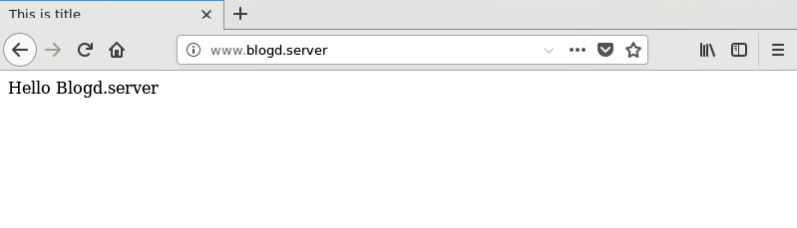 This is title
www.blogd.server
Hello Blogd.server